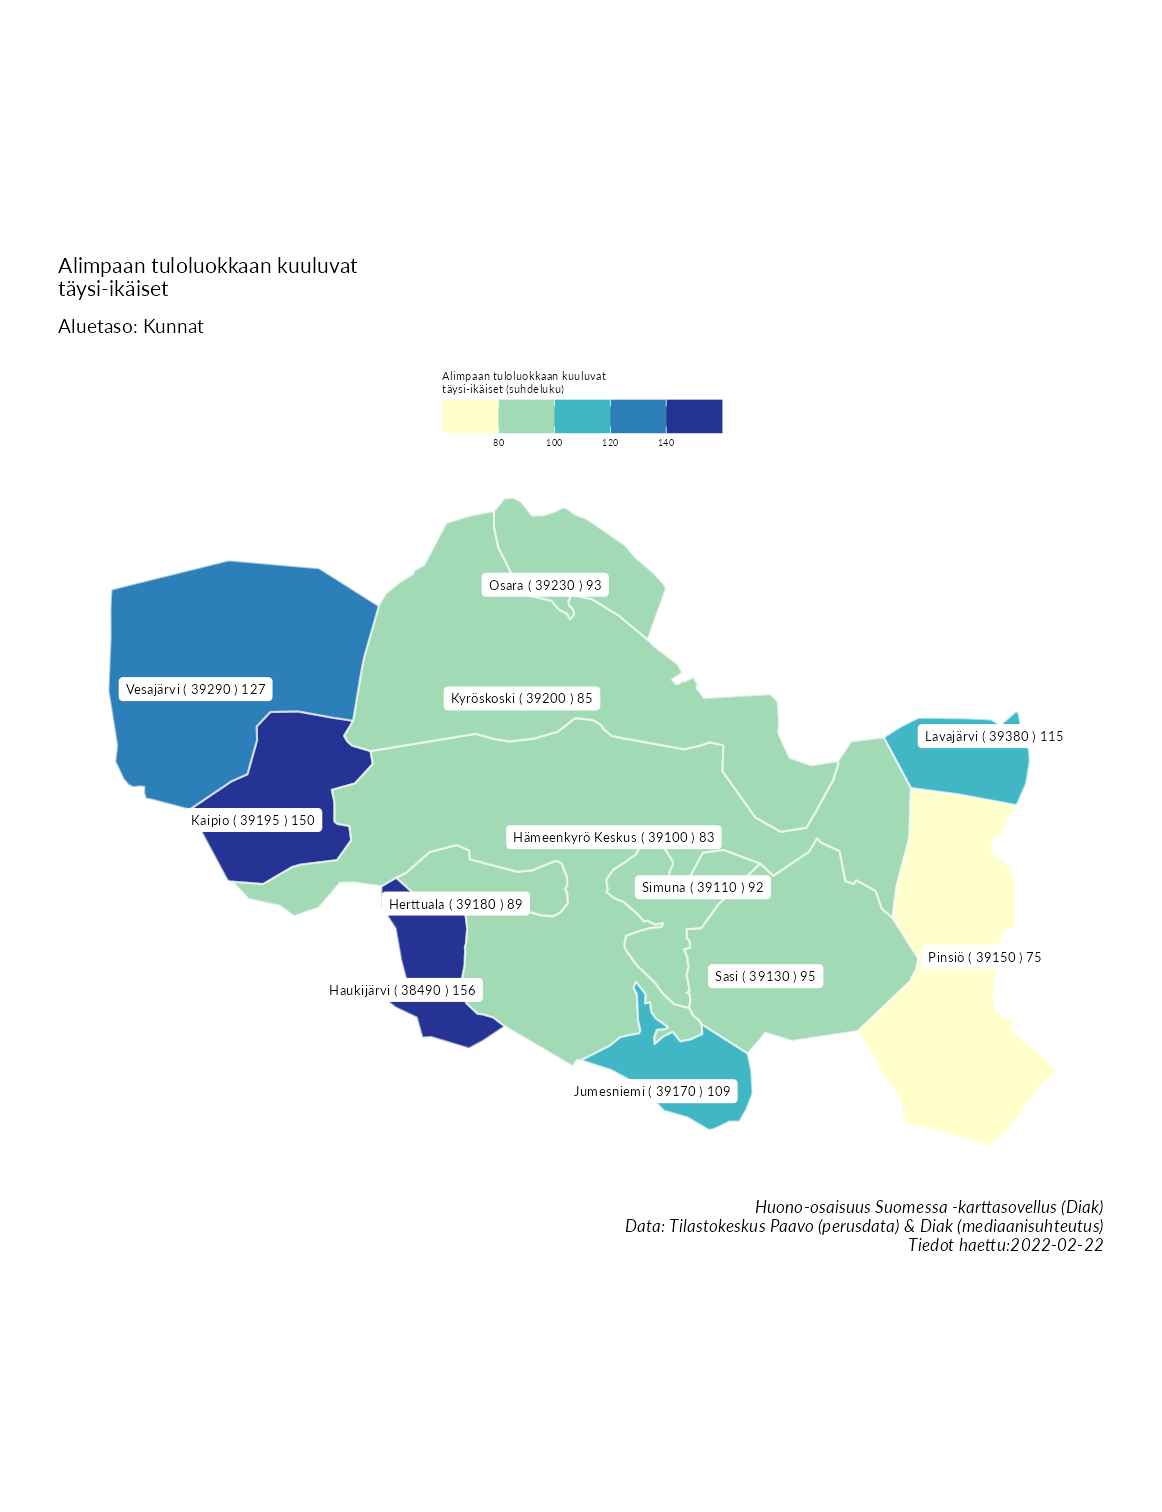 Alimpaan tuloluokkaan kuuluvat
täysi-ikäiset
Aluetaso: Kunnat
Alimpaan tuloluokkaan kuuluvat
täysi-ikäiset (suhdeluku)
80 100 120 140
Osara ( 39230 ) 93
Vesajärvi ( 39290 ) 127
Kyröskoski ( 39200 ) 85
Lavajärvi ( 39380 ) 115
Kaipio ( 39195 ) 150
Hämeenkyrö Keskus ( 39100 ) 83
Simuna ( 39110 ) 92
Herttuala ( 39180 ) 89
Pinsiö ( 39150 ) 75
Sasi ( 39130 ) 95
Haukijärvi ( 38490 ) 156
Jumesniemi ( 39170 ) 109
Huono-osaisuus Suomessa -karttasovellus (Diak)
Data: Tilastokeskus Paavo (perusdata) & Diak (mediaanisuhteutus)
Tiedot haettu:2022-02-22